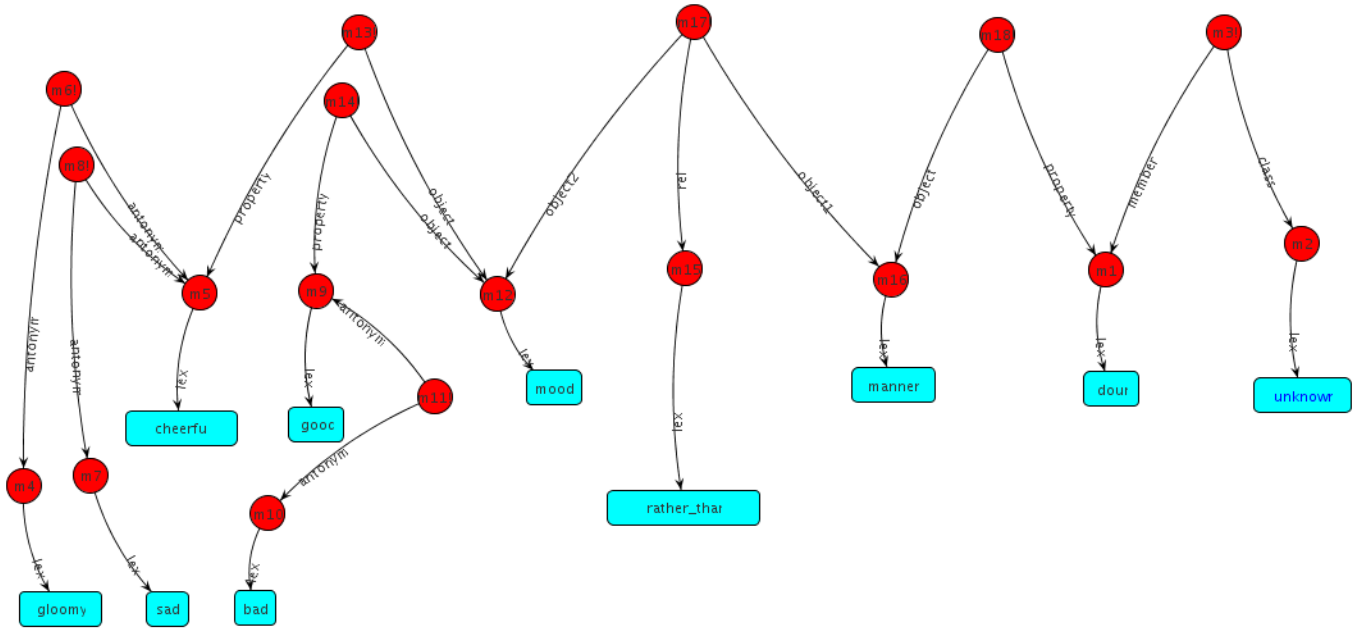 m17
m13!
m18!
m3!
m6!
m14
m8!
antonym
antonym
property
property
object
object
object2
rel
object1
object
property
member
class
m5
m9
m12
m15
m16
m1
m2
antonym
antonym
antonym
lex
lex
lex
lex
lex
lex
mood
manner
dour
unknowr
m11
cheerfu
gooc
lex
antonym
m4
m7
m10
rather_thar
lex
lex
lex
gloomy
sad
bad